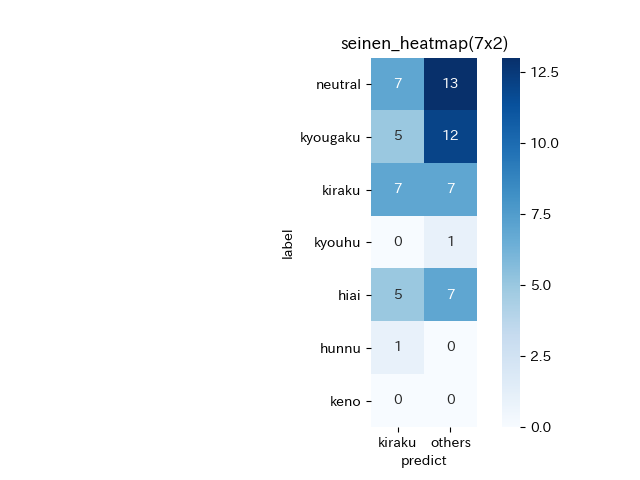 seinen_heatmap(7x2)
neutral 7 13
kyougaku 5 12
kiraku 7 7
kyouhu 0 1
hiai 5 7
hunnu 1 0
keno 0 0
label
kiraku others
predict
12.5
10.0
7.5
5.0
2.5
0.0